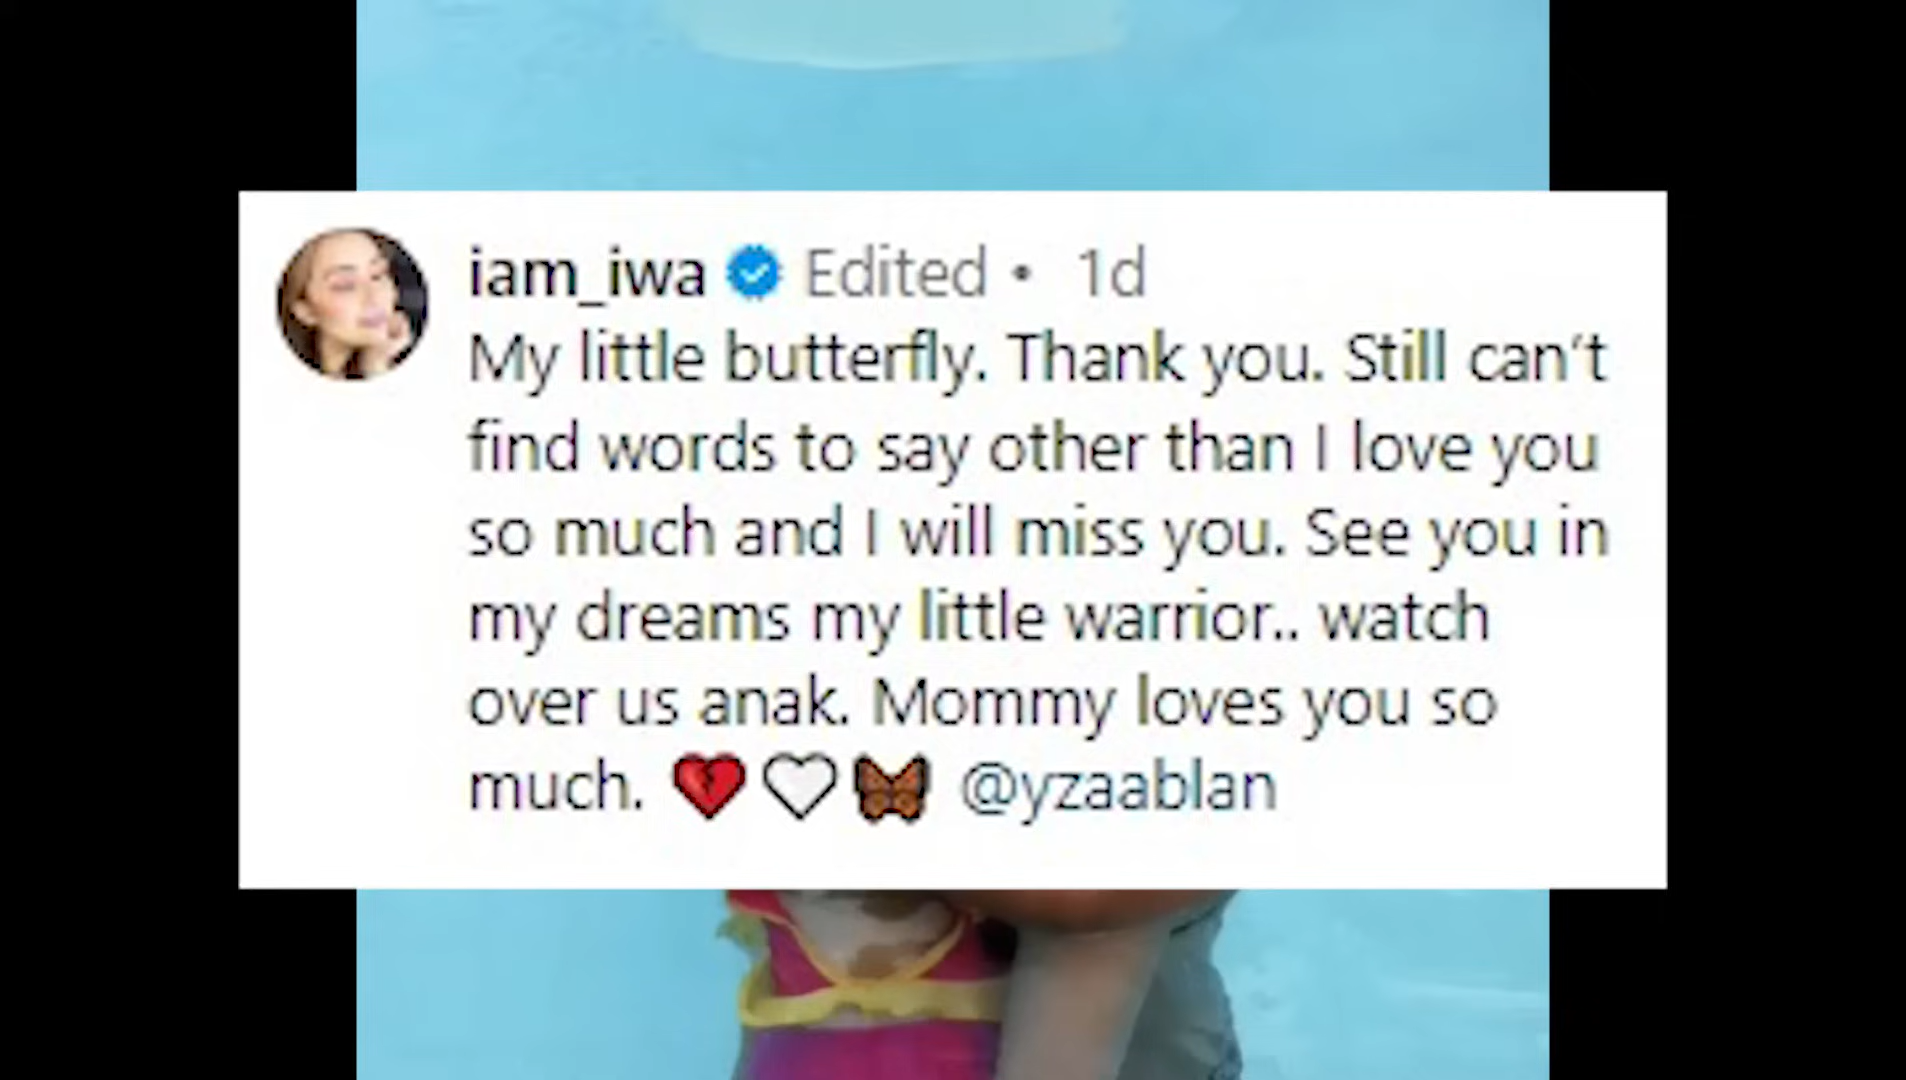 iam_iwa Edited • 1d
My little butterfly. Thank you. Still can't
find words to say other than I love you
so much and I will miss you. See you in
my dreams my little warrior.. watch
over us anak. Mommy loves you so
much. 💔🤍🦋 @yzaablan